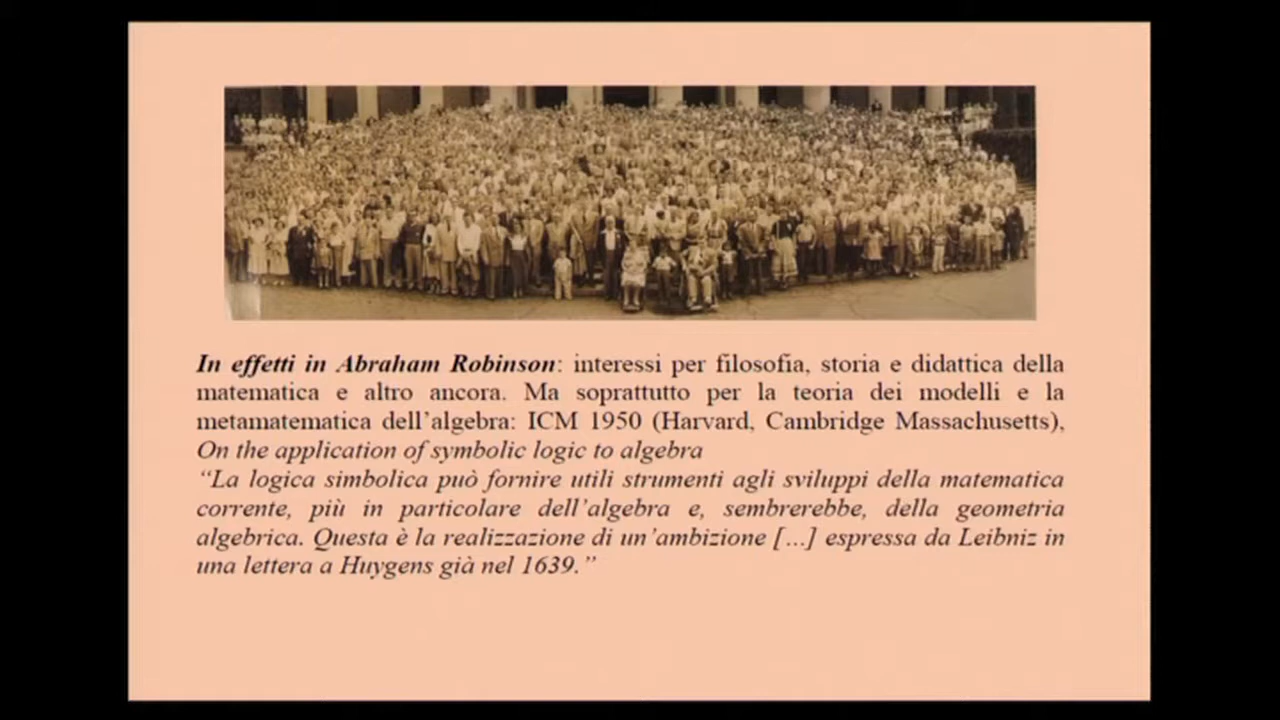 In effetti in Abraham Robinson: interessi per filosofia, storia e didattica della
matematica e altro ancora. Ma soprattutto per la teoria dei modelli e la
metamatematica dell’algebra: ICM 1950 (Harvard, Cambridge Massachusetts),
On the application of symbolic logic to algebra
“La logica simbolica può fornire utili strumenti agli sviluppi della matematica
corrente, più in particolare dell’algebra e, sembrerebbe, della geometria
algebrica. Questa è la realizzazione di un’ambizione [...] espressa da Leibniz in
una lettera a Huygens già nel 1639.”